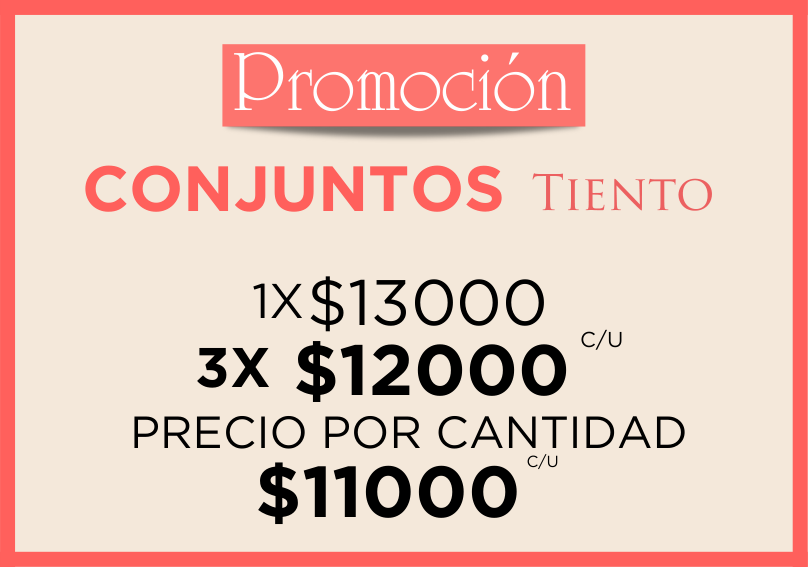 Promoción
CONJUNTOS TIENTO
1X $13000
3X $12000 C/U
PRECIO POR CANTIDAD
$11000 C/U